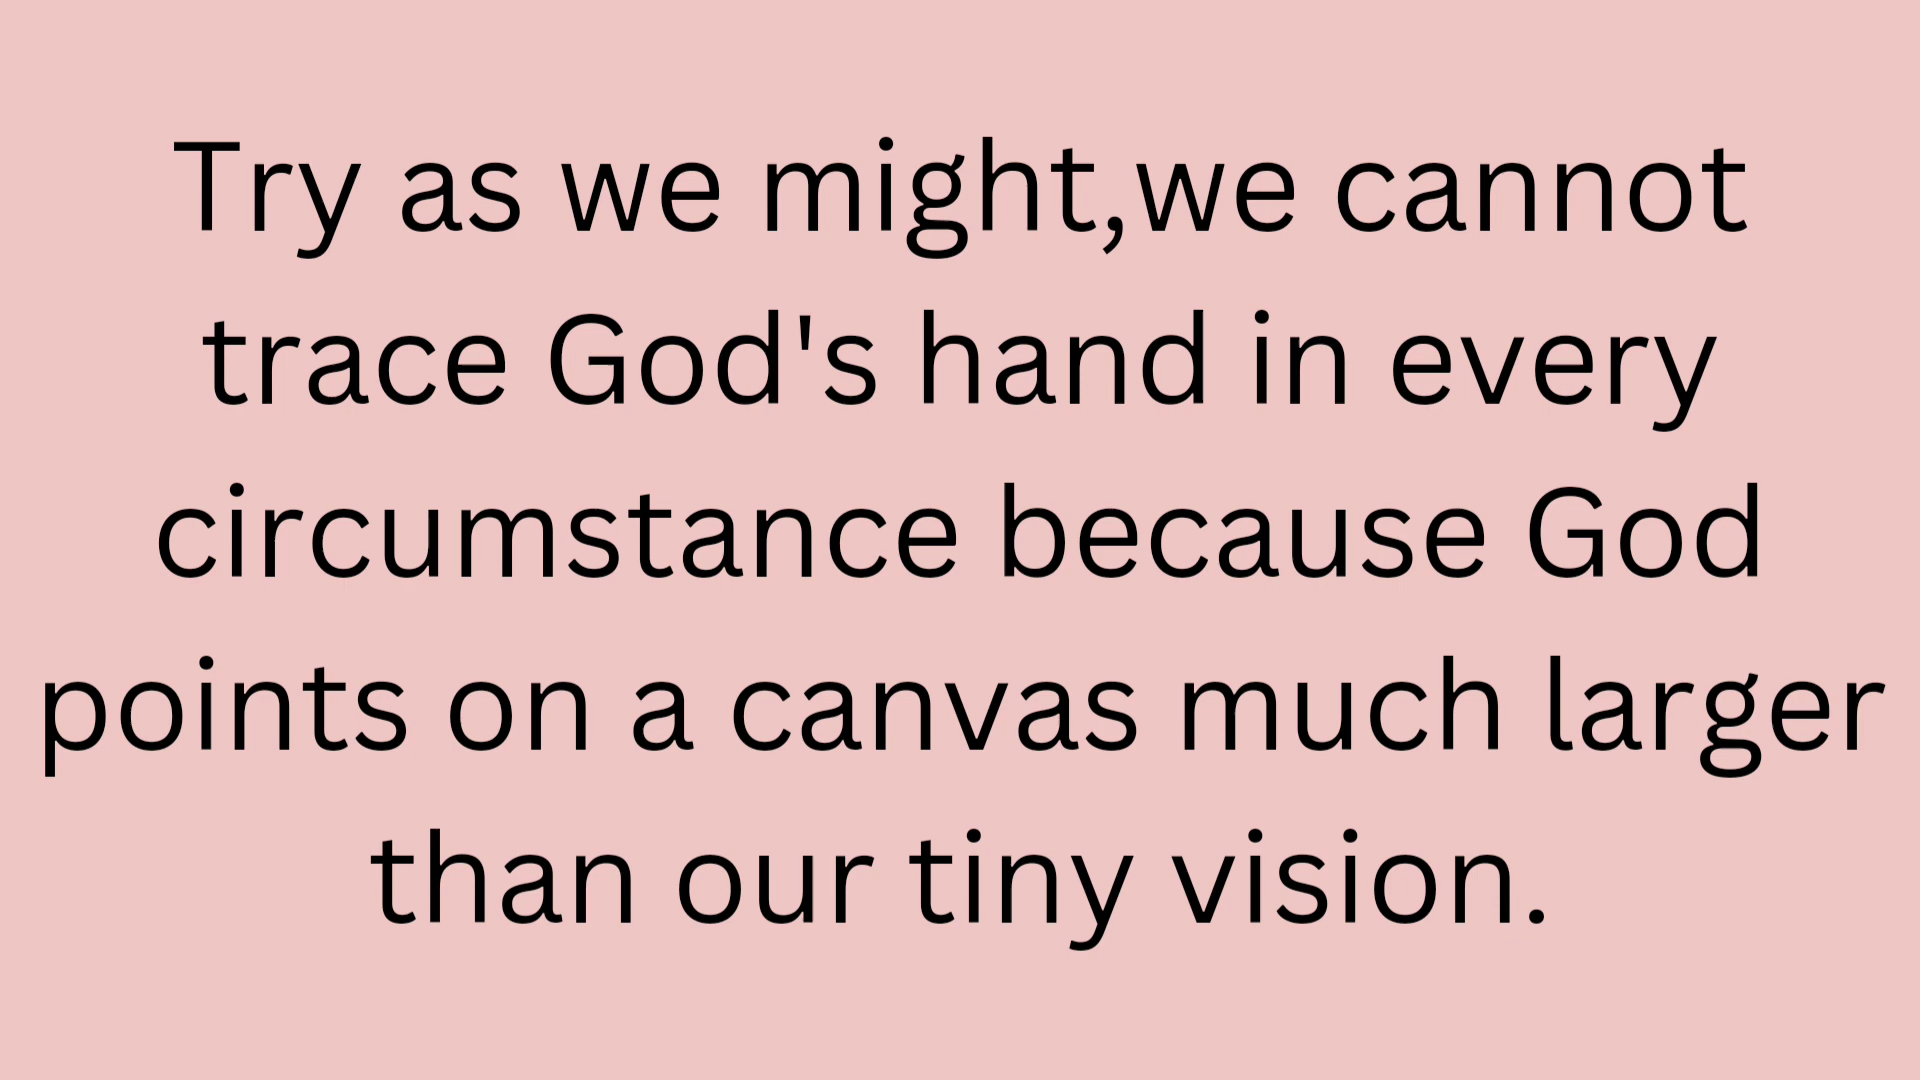 Try as we might,we cannot
trace God's hand in every
circumstance because God
points on a canvas much larger
than our tiny vision.